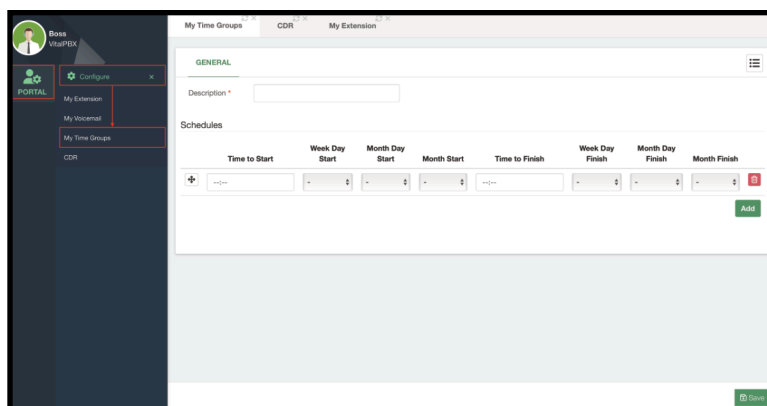 Boss
VitalPBX
PORTAL
Configure
My Extension
My Voicemail
My Time Groups
CDR
My Time Groups CDR My Extension
GENERAL
Description *
Schedules
Time to Start Week Day Start Month Day Start Month Start Time to Finish Week Day Finish Month Day Finish Month Finish
--:-- - - - --:-- - - -
Add
Save